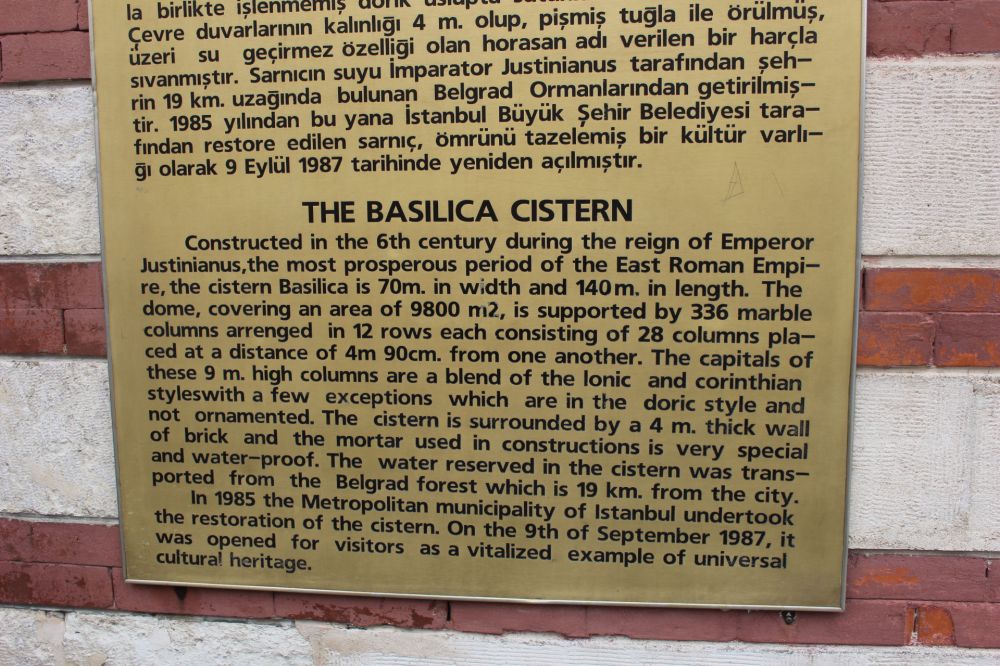 la birlikte işlenmemiş dorik üslupta
Çevre duvarlarının kalınlığı 4 m. olup, pişmiş tuğla ile örülmüş,
üzeri su geçirmez özelliği olan horasan adı verilen bir harçla
sıvanmıştır. Sarnıcın suyu İmparator Justinianus tarafından şeh–
rin 19 km. uzağında bulunan Belgrad Ormanlarından getirilmiş–
tir. 1985 yılından bu yana İstanbul Büyük Şehir Belediyesi tara–
fından restore edilen sarnıç, ömrünü tazelemiş bir kültür varlı–
ğı olarak 9 Eylül 1987 tarihinde yeniden açılmıştır.
THE BASILICA CISTERN
Constructed in the 6th century during the reign of Emperor
Justinianus,the most prosperous period of the East Roman Empi–
re, the cistern Basilica is 70m. in width and 140m. in length. The
dome, covering an area of 9800 m2, is supported by 336 marble
columns arrenged in 12 rows each consisting of 28 columns pla–
ced at a distance of 4m 90cm. from one another. The capitals of
these 9 m. high columns are a blend of the Ionic and corinthian
styleswith a few exceptions which are in the doric style and
not ornamented. The cistern is surrounded by a 4 m. thick wall
of brick and the mortar used in constructions is very special
and water–proof. The water reserved in the cistern was trans–
ported from the Belgrad forest which is 19 km. from the city.
In 1985 the Metropolitan municipality of Istanbul undertook
the restoration of the cistern. On the 9th of September 1987, it
was opened for visitors as a vitalized example of universal
cultural heritage.